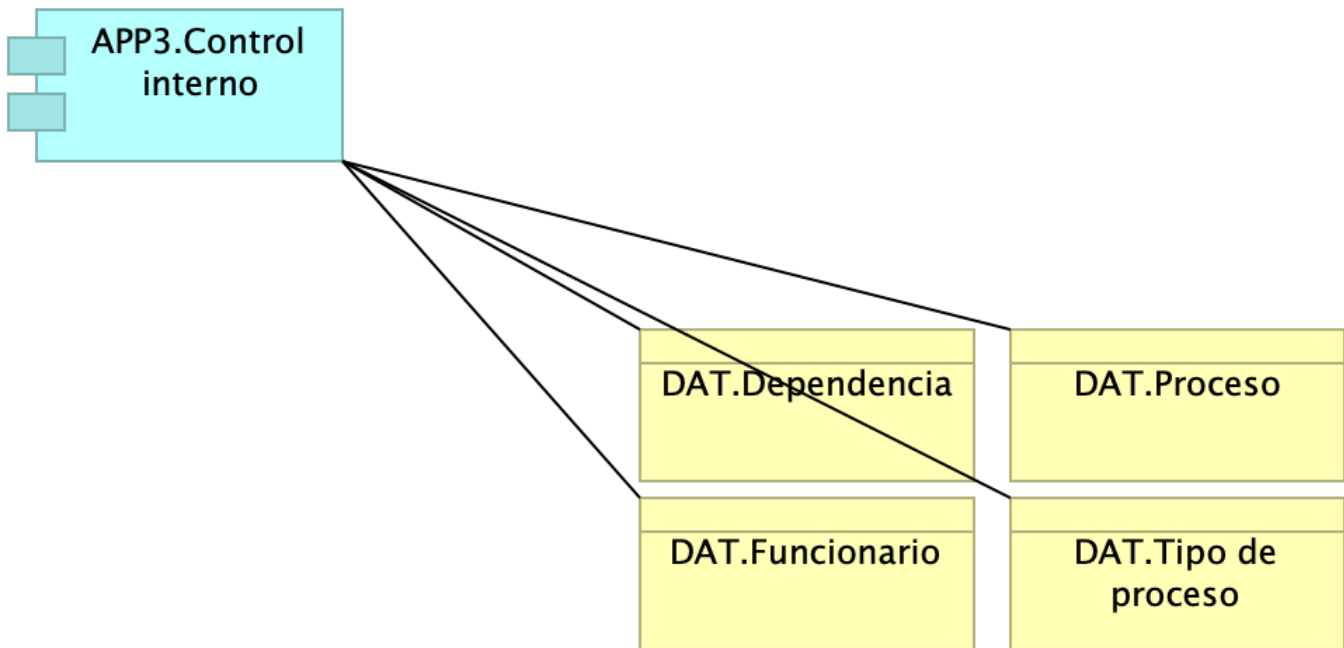 APP3.Control
interno
DAT.Dependencia
DAT.Proceso
DAT.Funcionario
DAT.Tipo de
proceso